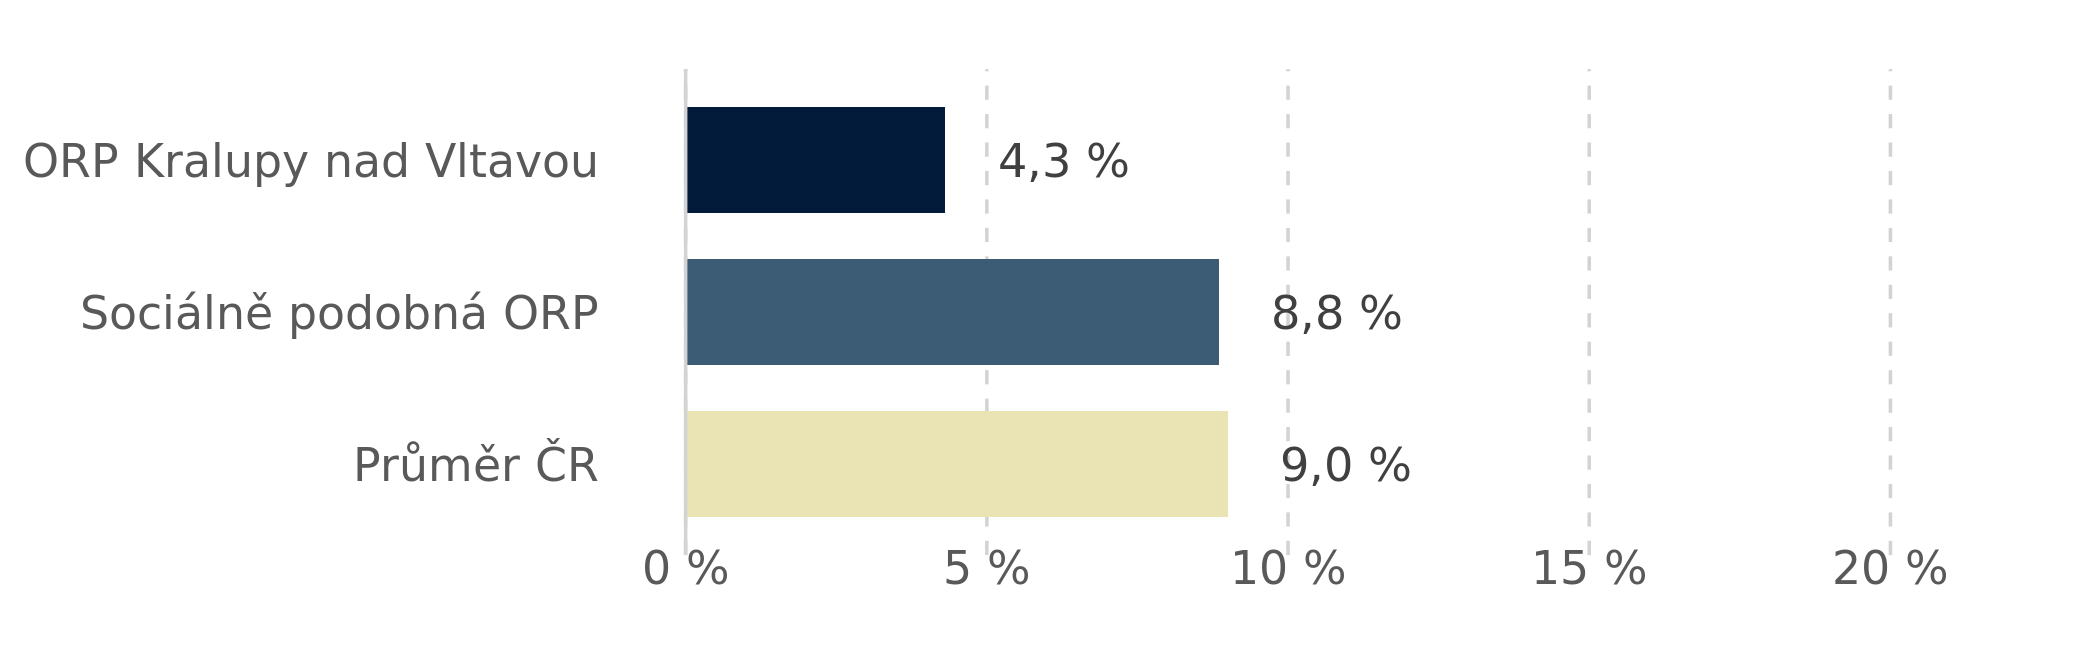 ORP Kralupy nad Vltavou
4,3 %
Sociálně podobná ORP
8,8 %
Průměr ČR
9,0 %
0 %
5 %
10 %
15 %
20 %